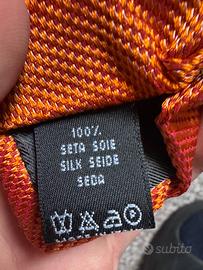 100%
SETA SOIE
SILK SEIDE
SEDA
subito